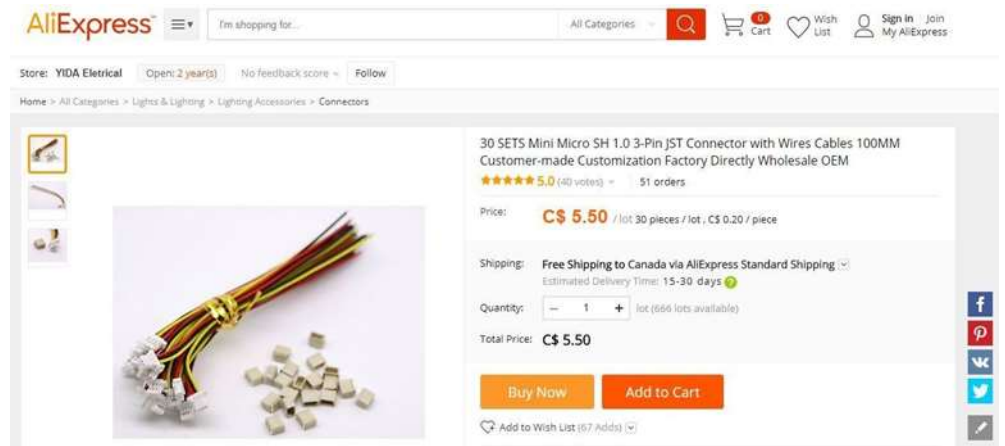 AliExpress
I'm shopping for...
All Categories
0
Cart
Wish
List
Sign in Join
My AliExpress
Store: YIDA Eletrical Open: 2 year(s) No feedback score Follow
Home > All Categories > Lights & Lighting > Lighting Accessories > Connectors
30 SETS Mini Micro SH 1.0 3-Pin JST Connector with Wires Cables 100MM
Customer-made Customization Factory Directly Wholesale OEM
5.0 (40 votes) 51 orders
Price: C$ 5.50 / lot 30 pieces / lot , C$ 0.20 / piece
Shipping: Free Shipping to Canada via AliExpress Standard Shipping
Estimated Delivery Time: 15-30 days ?
Quantity: – 1 + lot (666 lots available)
Total Price: C$ 5.50
Buy Now Add to Cart
Add to Wish List (67 Adds)